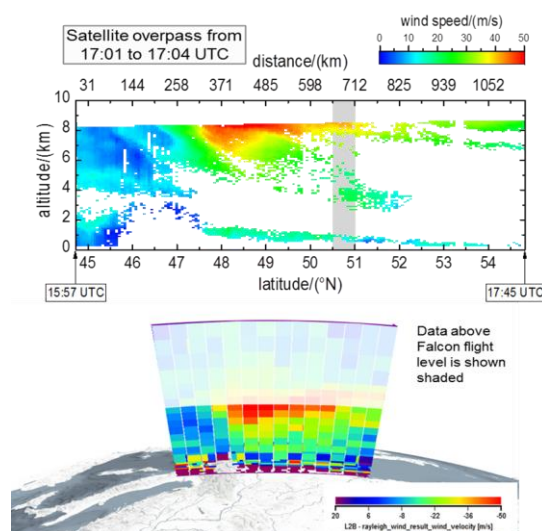 Satellite overpass from
17:01 to 17:04 UTC
wind speed/(m/s)
0 10 20 30 40 50
distance/(km)
31 144 258 371 485 598 712 825 939 1052
altitude/(km)
10
8
6
4
2
0
45 46 47 48 49 50 51 52 53 54
latitude/(°N)
15:57 UTC
17:45 UTC
Data above
Falcon flight
level is shown
shaded
20 6 -8 -22 -36 -50
L2B - rayleigh_wind_result_wind_velocity [m/s]